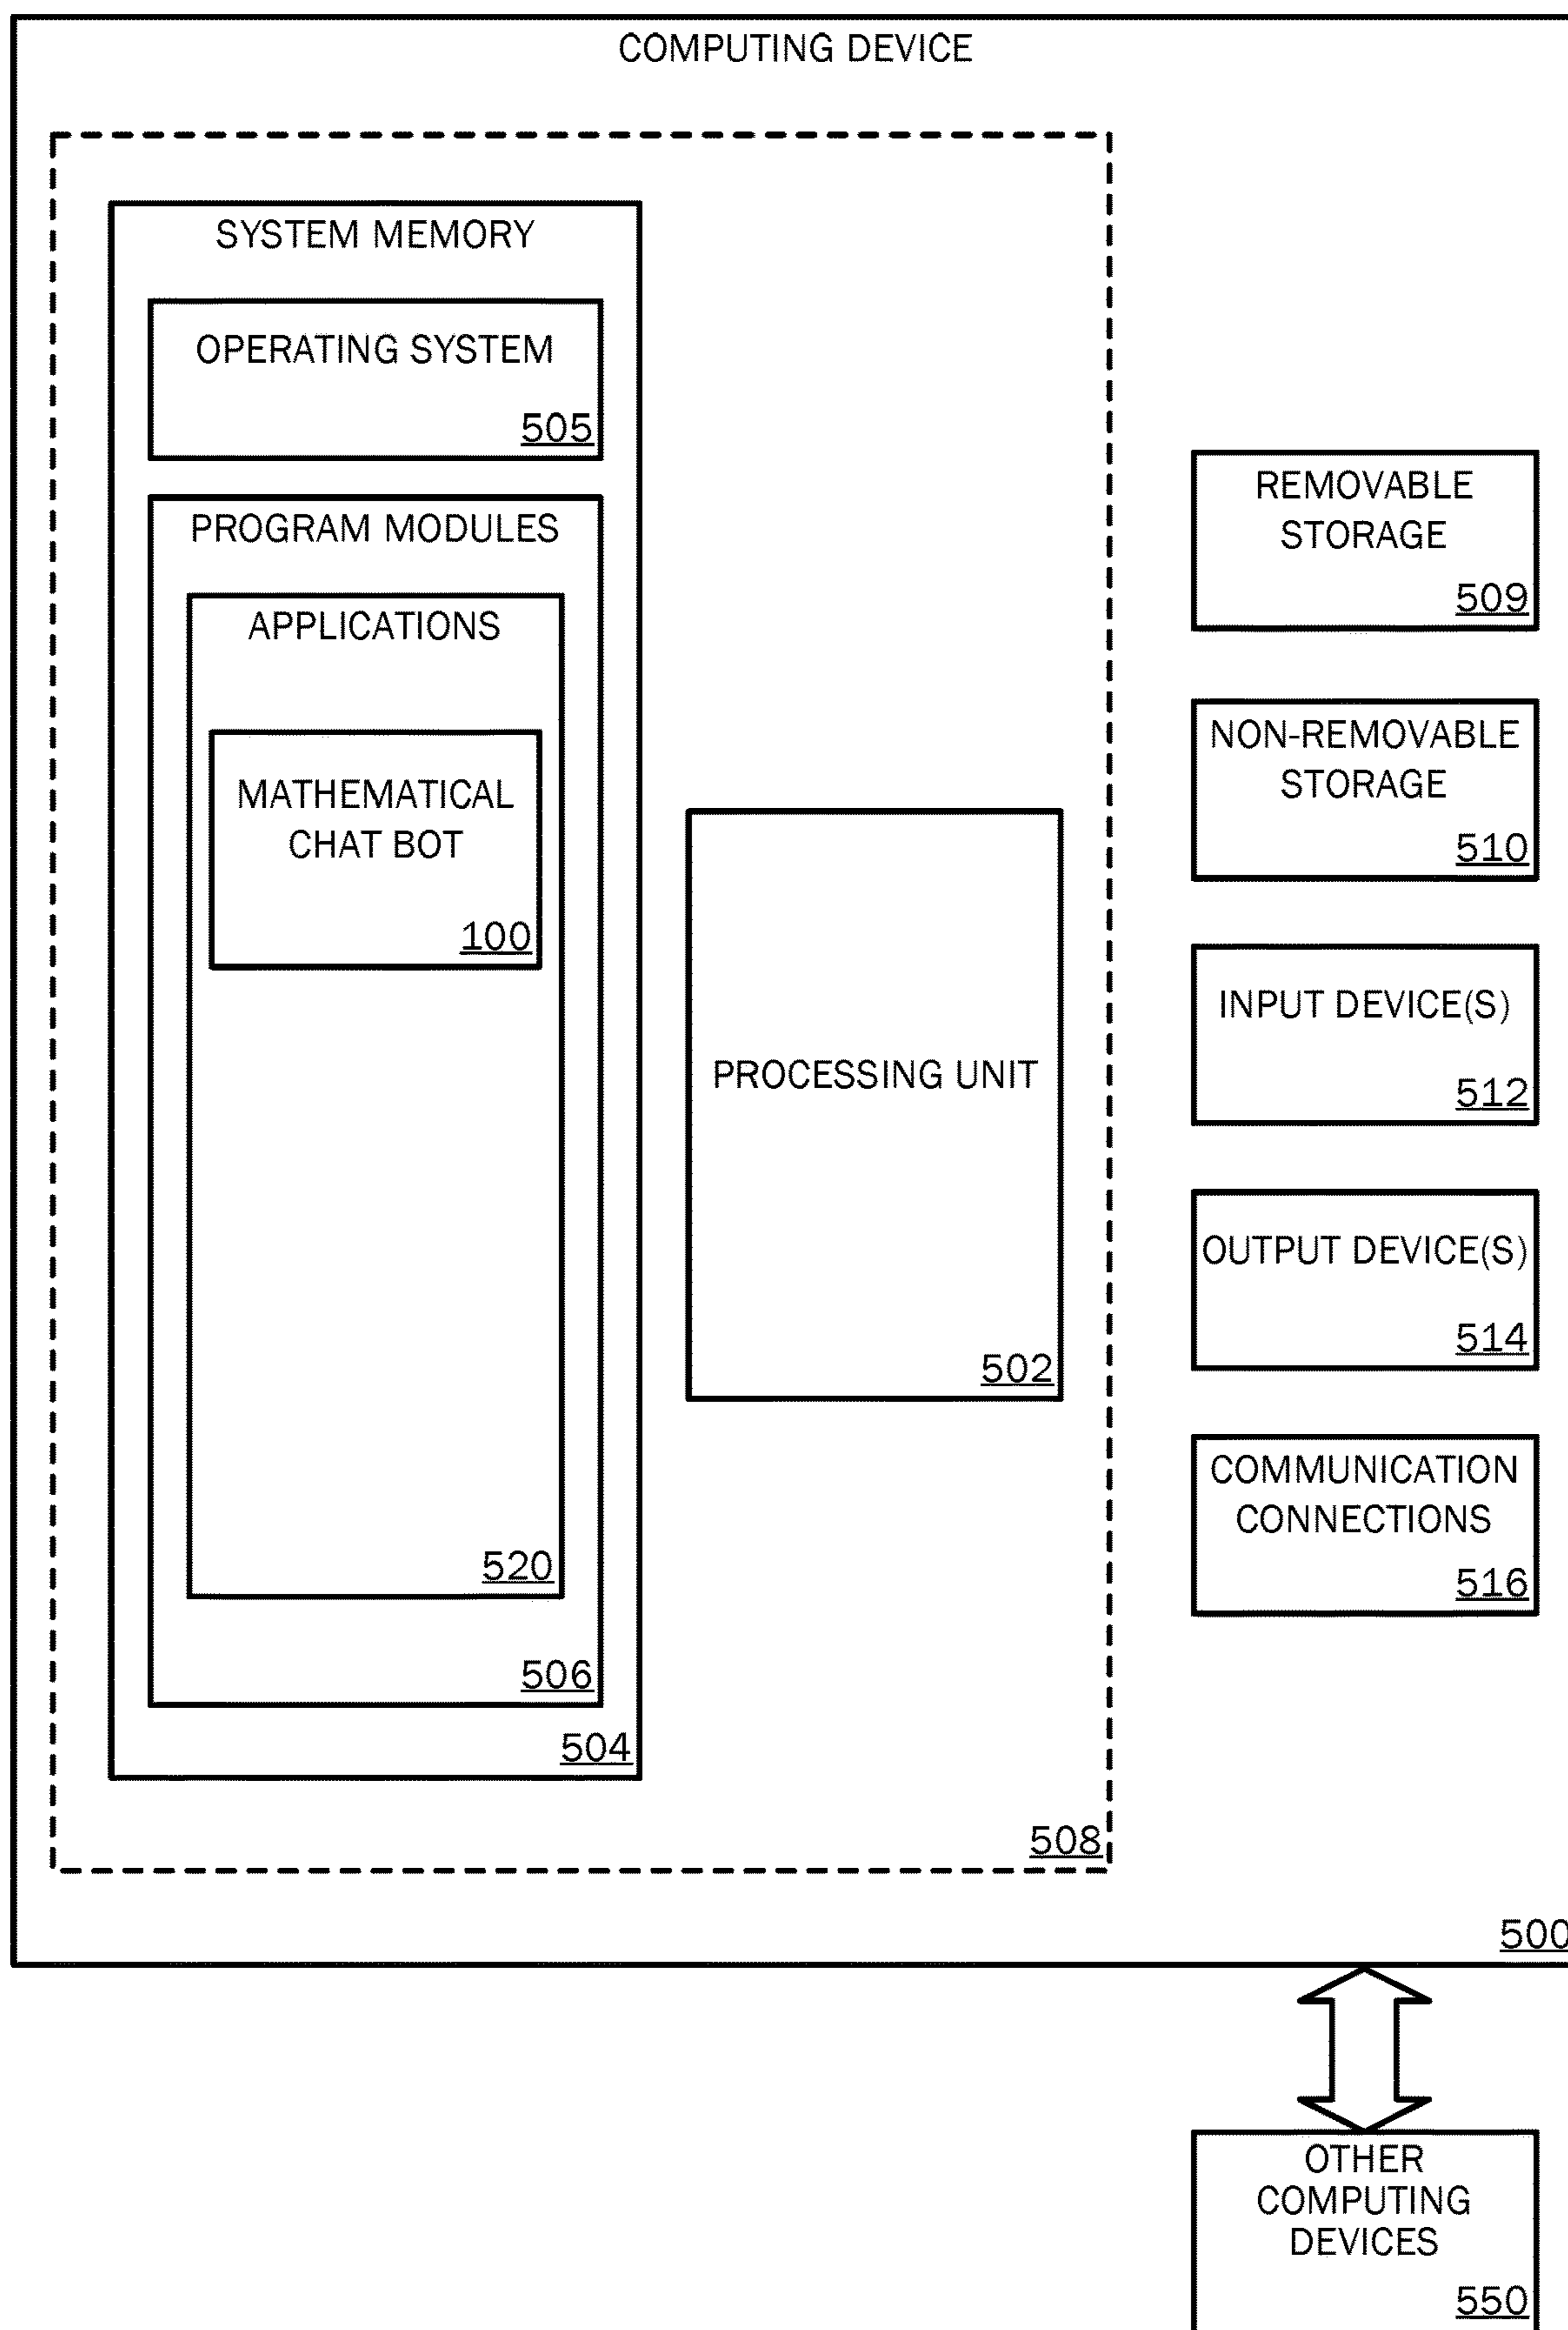 COMPUTING DEVICE
SYSTEM MEMORY
OPERATING SYSTEM
505
PROGRAM MODULES
APPLICATIONS
MATHEMATICAL
CHAT BOT
100
520
506
504
PROCESSING UNIT
502
508
REMOVABLE
STORAGE
509
NON-REMOVABLE
STORAGE
510
INPUT DEVICE(S)
512
OUTPUT DEVICE(S)
514
COMMUNICATION
CONNECTIONS
516
500
OTHER
COMPUTING
DEVICES
550